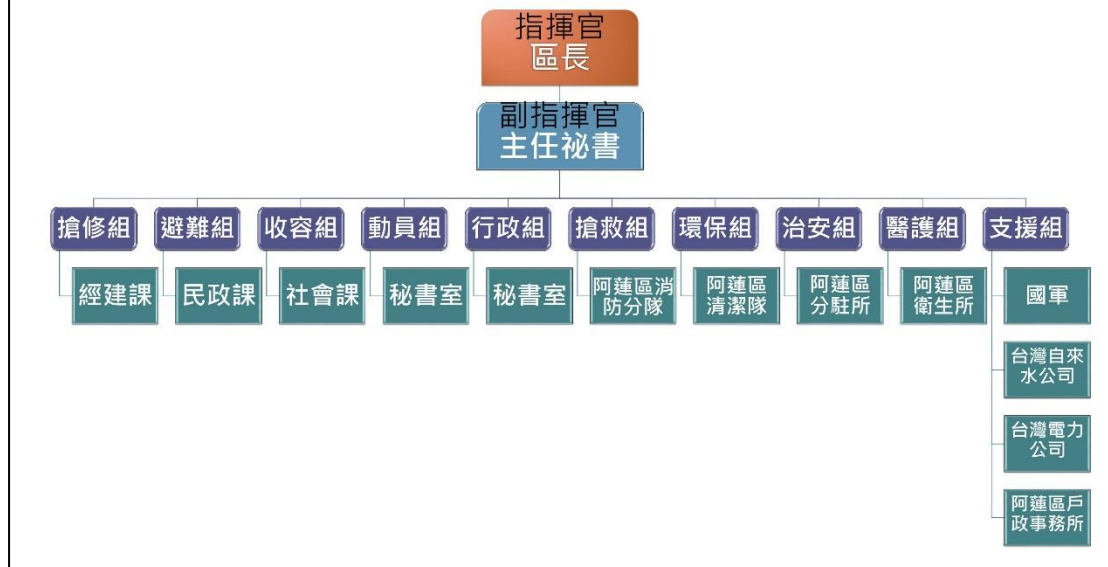 指揮官
區長
副指揮官
主任祕書
搶修組
避難組
收容組
動員組
行政組
搶救組
環保組
治安組
醫護組
支援組
經建課
民政課
社會課
秘書室
秘書室
阿蓮區消
防分隊
阿蓮區
清潔隊
阿蓮區
分駐所
阿蓮區
衛生所
國軍
台灣自來
水公司
台灣電力
公司
阿蓮區戶
政事務所